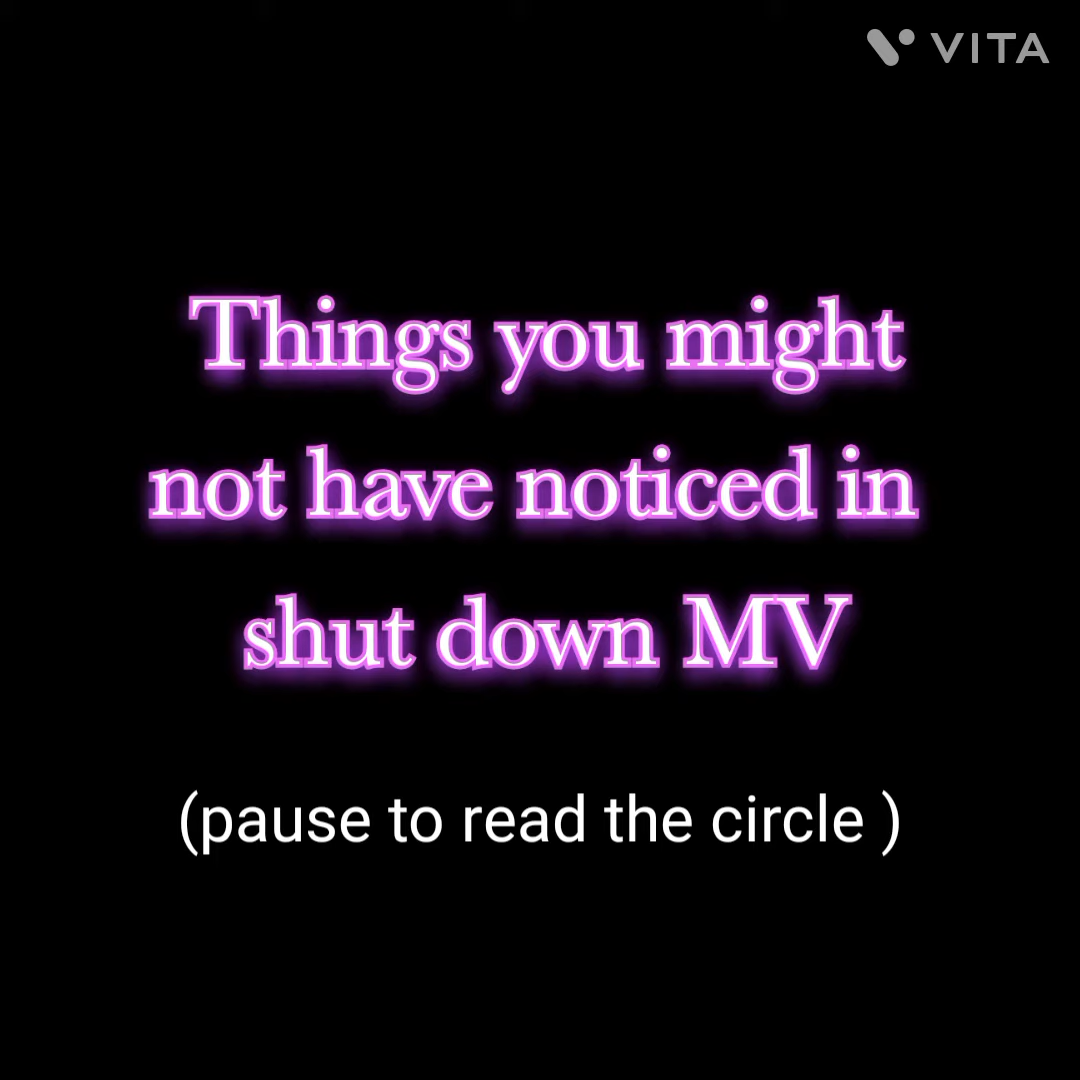 VITA
Things you might
not have noticed in
shut down MV
(pause to read the circle )